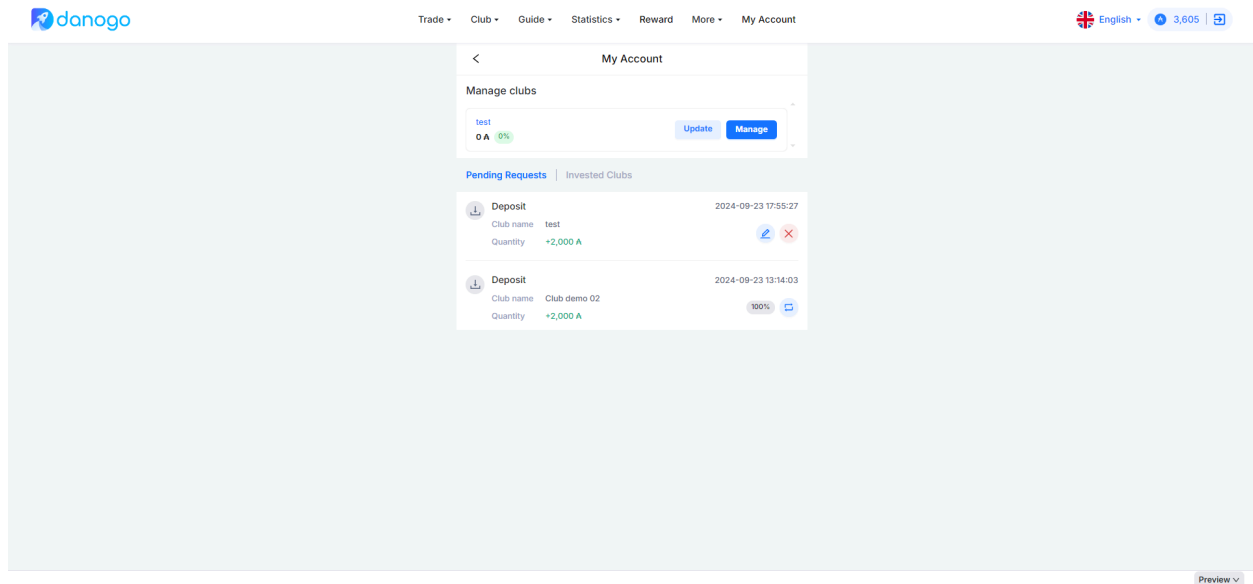 danogo Trade Club Guide Statistics Reward More My Account English 3,605
My Account
Manage clubs
test
0 ₳ 0% Update Manage
Pending Requests Invested Clubs
Deposit 2024-09-23 17:55:27
Club name test
Quantity +2,000 ₳
Deposit 2024-09-23 13:14:03
Club name Club demo 02
100%
Quantity +2,000 ₳
Preview